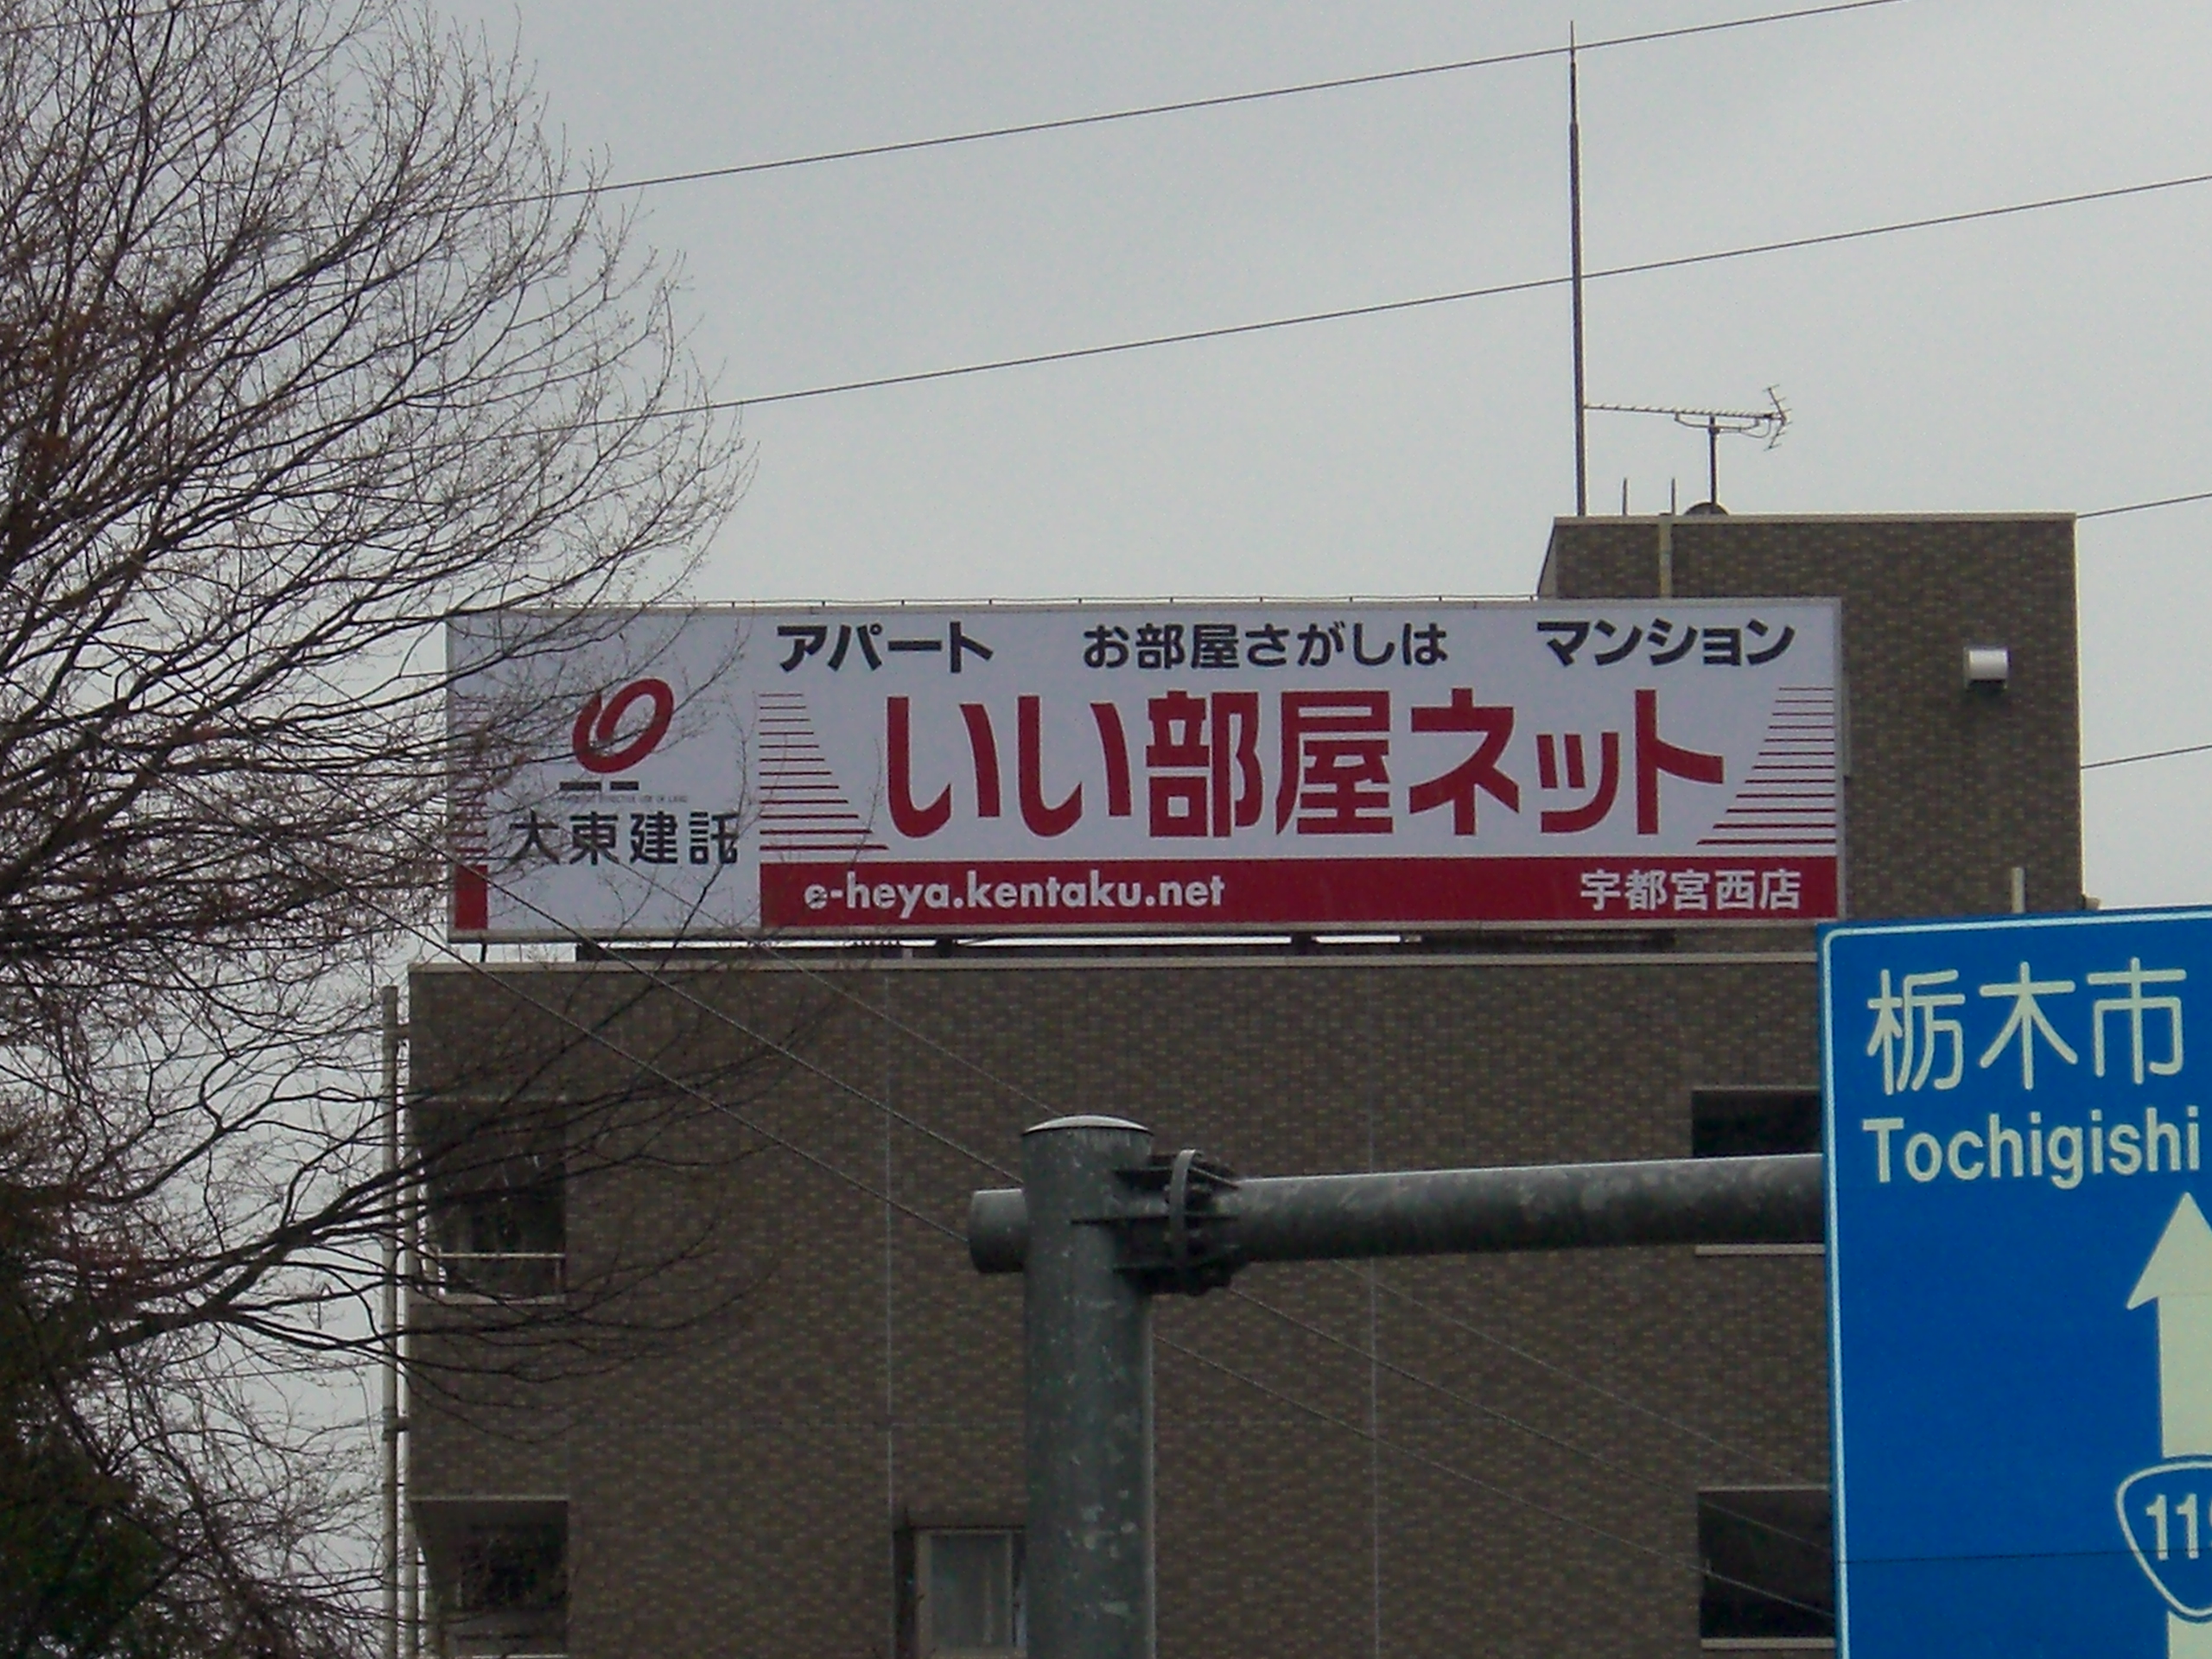 アパート お部屋さがしは マンション
いい部屋ネット
大東建託
e-heya.kentaku.net 宇都宮西店
栃木市
Tochigishi